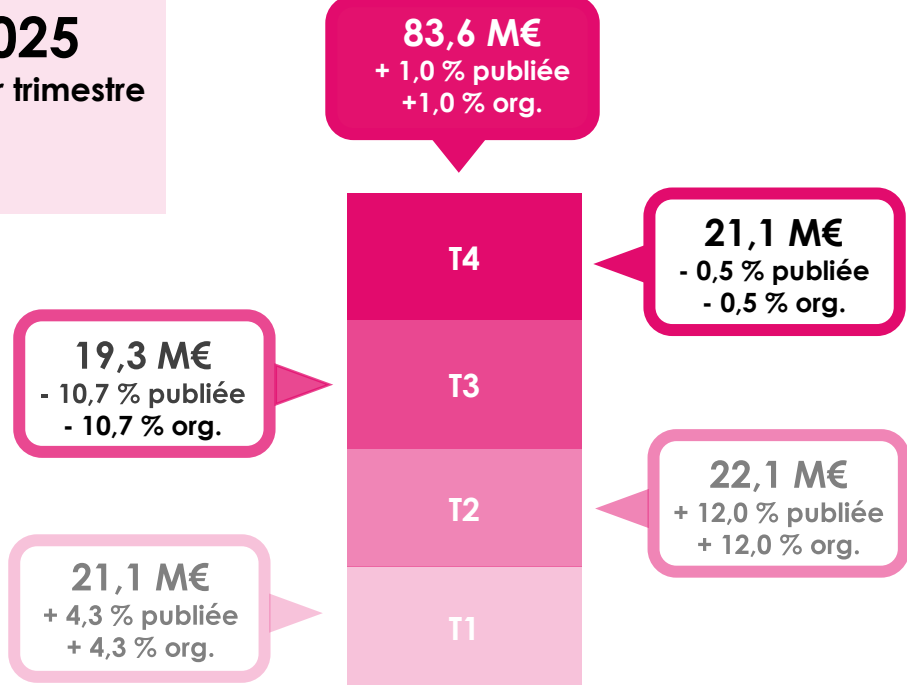 025
trimestre
83,6 M€
+ 1,0 % publiée
+1,0 % org.
T4
21,1 M€
- 0,5 % publiée
- 0,5 % org.
19,3 M€
- 10,7 % publiée
- 10,7 % org.
T3
T2
22,1 M€
+ 12,0 % publiée
+ 12,0 % org.
21,1 M€
+ 4,3 % publiée
+ 4,3 % org.
T1